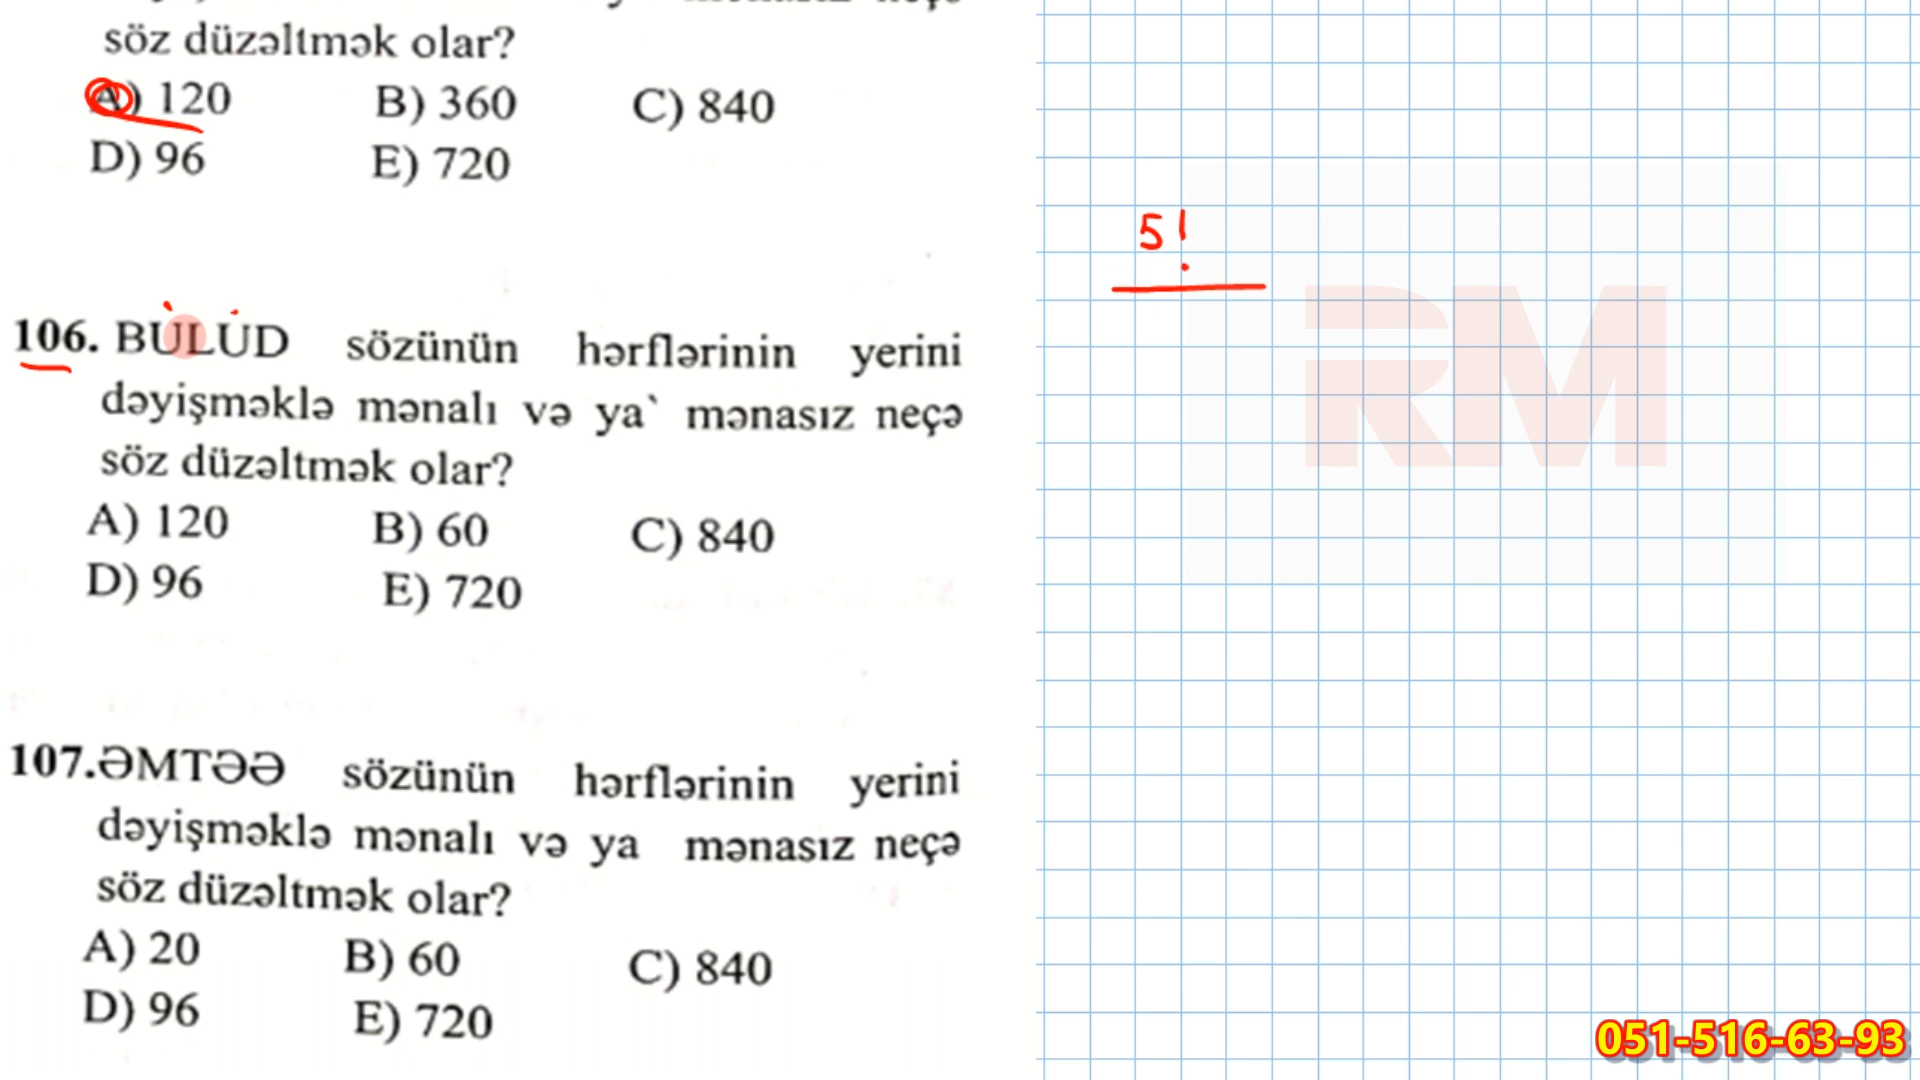 söz düzəltmək olar?
A) 120 B) 360 C) 840
D) 96 E) 720
5!
106. BULUD sözünün hərflərinin yerini
dəyişməklə mənalı və ya` mənasız neçə
söz düzəltmək olar?
A) 120 B) 60 C) 840
D) 96 E) 720
107.ƏMTƏƏ sözünün hərflərinin yerini
dəyişməklə mənalı və ya mənasız neçə
söz düzəltmək olar?
A) 20 B) 60 C) 840
D) 96 E) 720
RM
051-516-63-93